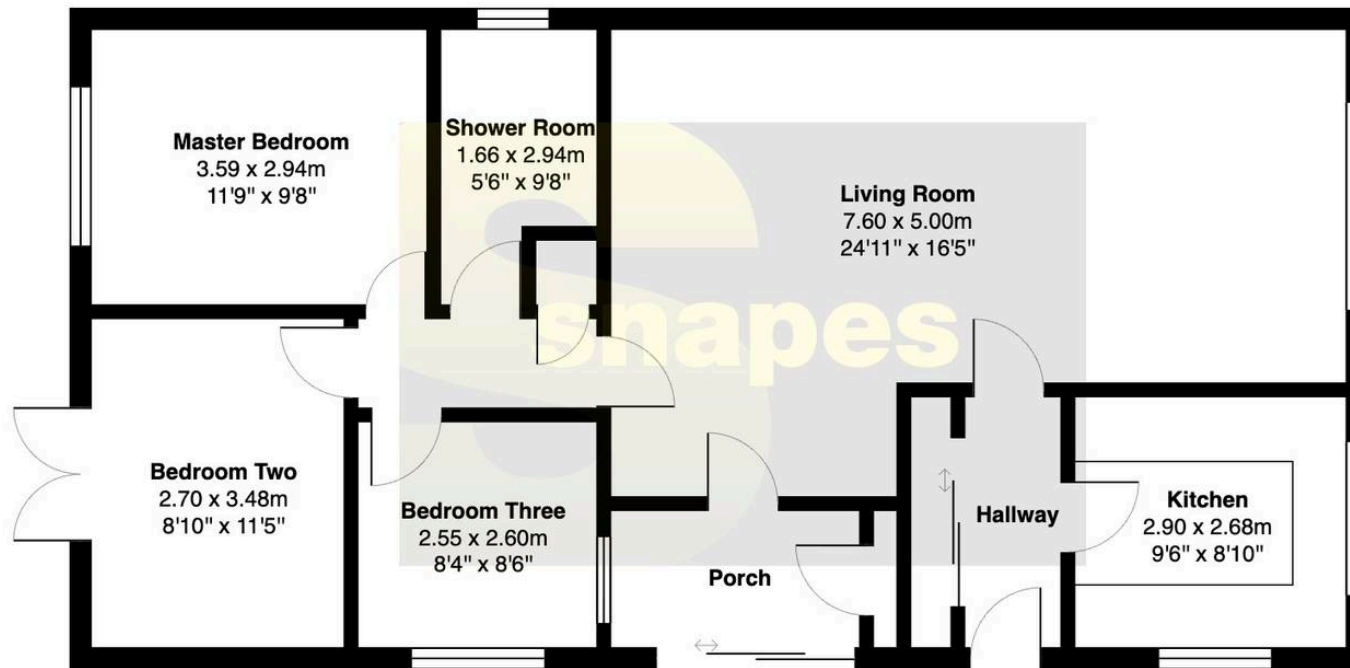 Master Bedroom
3.59 x 2.94m
11'9" x 9'8"
Shower Room
1.66 x 2.94m
5'6" x 9'8"
Living Room
7.60 x 5.00m
24'11" x 16'5"
snapes
Bedroom Two
2.70 x 3.48m
8'10" x 11'5"
Bedroom Three
2.55 x 2.60m
8'4" x 8'6"
Porch
Hallway
Kitchen
2.90 x 2.68m
9'6" x 8'10"